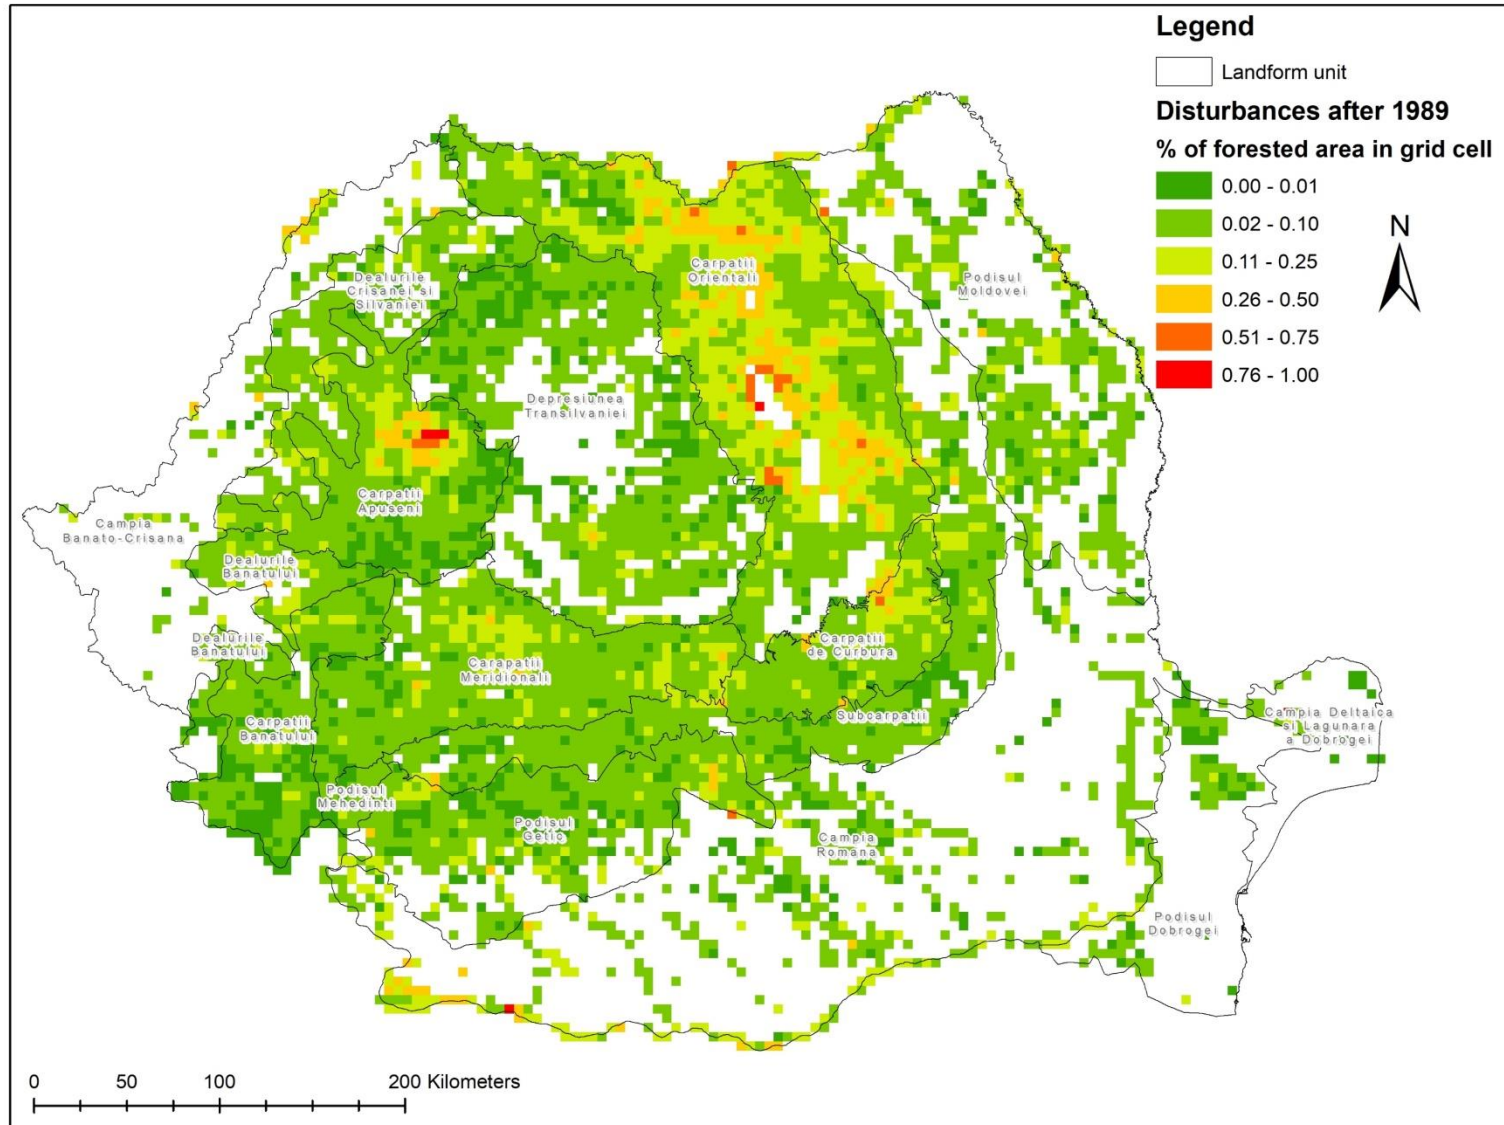 Legend
Landform unit
Disturbances after 1989
% of forested area in grid cell
0.00 - 0.01
0.02 - 0.10
0.11 - 0.25
0.26 - 0.50
0.51 - 0.75
0.76 - 1.00
N
Carpatii
Orientali
Podisul
Moldovei
Dealurile
Crisanei si
Silvaniei
Depresiunea
Transilvaniei
Carpatii
Apuseni
Campia
Banato-Crisana
Dealurile
Banatului
Dealurile
Banatului
Carapatii
Meridionali
Carpatii
de Curbura
Carpatii
Banatului
Subcarpatii
Campia Deltaica
si Lagunara
a Dobrogei
Podisul
Mehedinti
Podisul
Getic
Campia
Romana
Podisul
Dobrogei
0 50 100 200 Kilometers